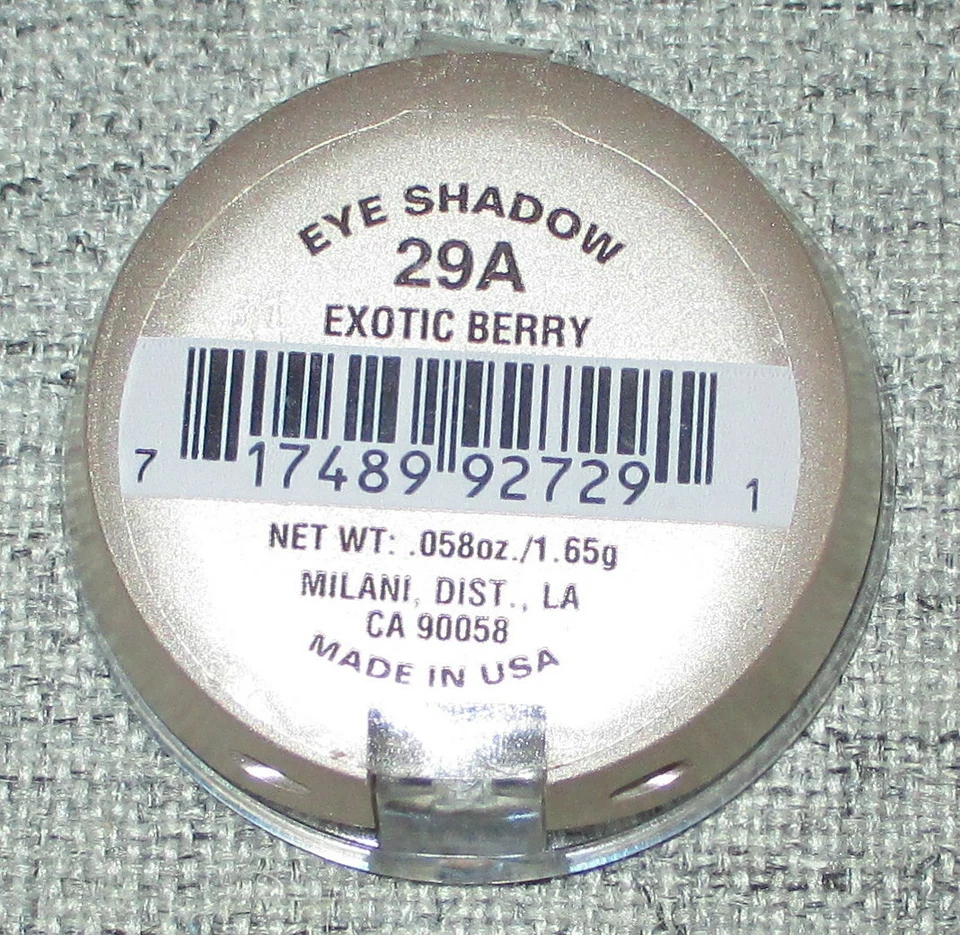 EYE SHADOW
29A
EXOTIC BERRY
7 17489 92729 1
NET WT: .058oz./1.65g
MILANI, DIST., LA
CA 90058
MADE IN USA